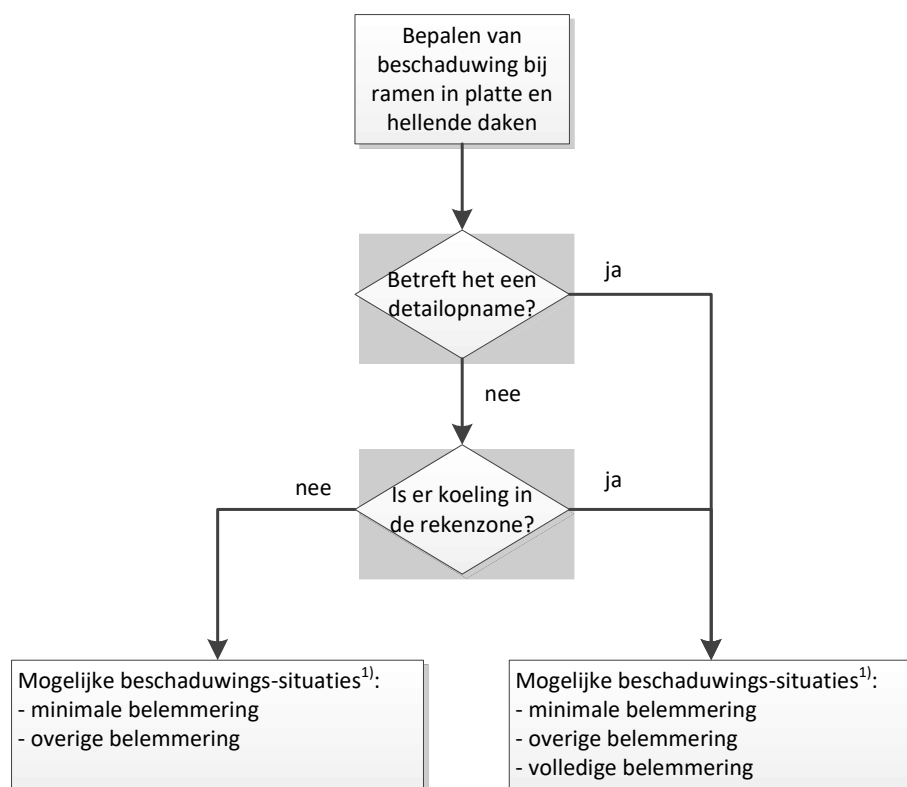 Bepalen van
beschaduwing bij
ramen in platte en
hellende daken
Betreft het een
detailopname?
ja
nee
Is er koeling in
de rekenzone?
nee
ja
Mogelijke beschaduwings-situaties1):
- minimale belemmering
- overige belemmering
Mogelijke beschaduwings-situaties1):
- minimale belemmering
- overige belemmering
- volledige belemmering